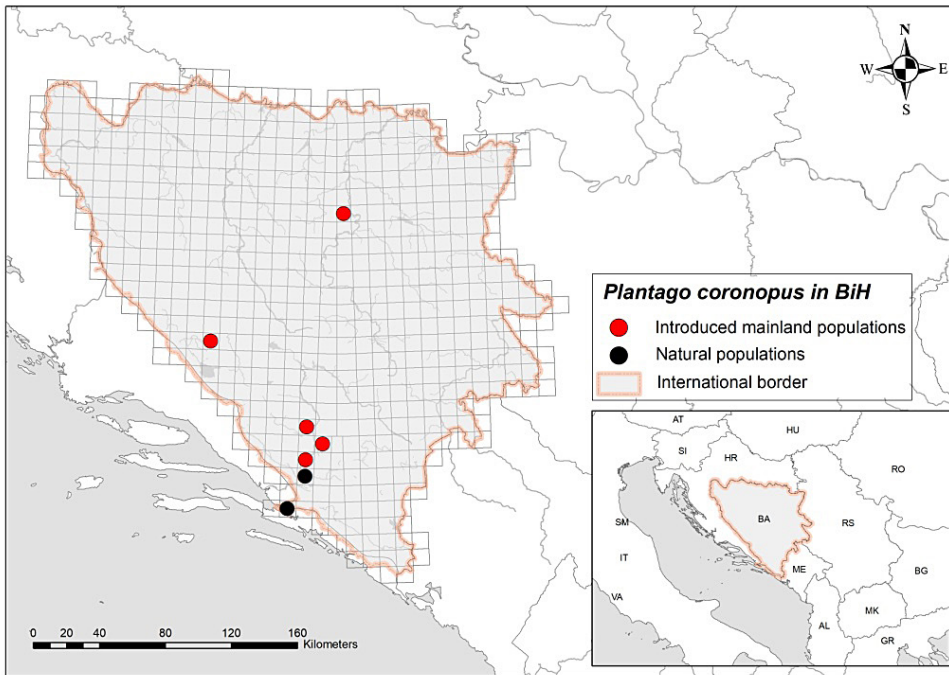 N
W E
S
Plantago coronopus in BiH
Introduced mainland populations
Natural populations
International border
AT
HU
SI
HR
RO
BA
RS
SM
IT
ME
BG
VA
MK
AL
GR
0 20 40 80 120 160
Kilometers